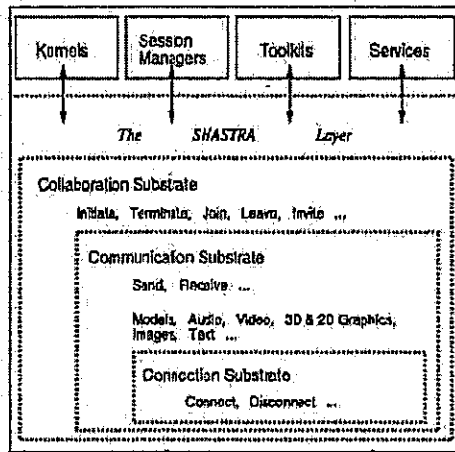 Kernels
Session
Managers
Toolkits
Services
The SHASTRA Layer
Collaboration Substrate
Initiate, Terminate, Join, Leave, Invite ...
Communication Substrate
Send, Receive ...
Models, Audio, Video, 3D & 2D Graphics,
Images, Text ...
Connection Substrate
Connect, Disconnect ...